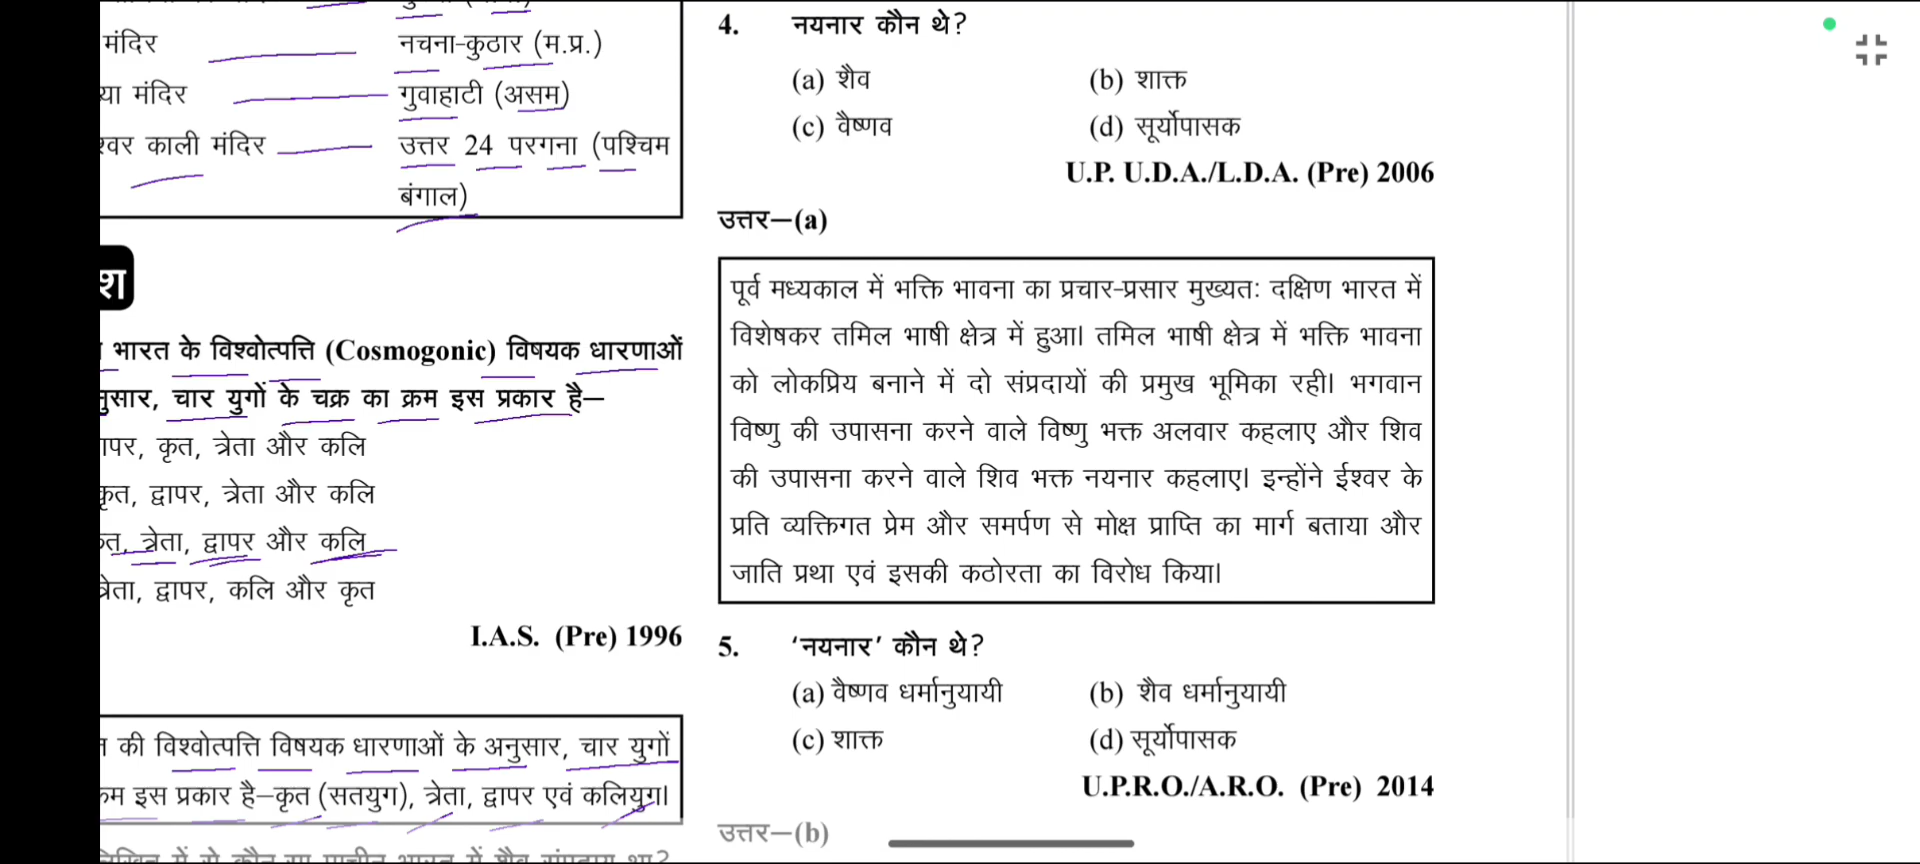 मंदिर नचना-कुठार (म.प्र.)
या मंदिर गुवाहाटी (असम)
श्वर काली मंदिर उत्तर 24 परगना (पश्चिम
बंगाल)
श
भारत के विश्वोत्पत्ति (Cosmogonic) विषयक धारणाओं
नुसार, चार युगों के चक्र का क्रम इस प्रकार है—
ापर, कृत, त्रेता और कलि
कृत, द्वापर, त्रेता और कलि
त, त्रेता, द्वापर और कलि
त्रेता, द्वापर, कलि और कृत
I.A.S. (Pre) 1996
की विश्वोत्पत्ति विषयक धारणाओं के अनुसार, चार युगों
क्रम इस प्रकार है—कृत (सतयुग), त्रेता, द्वापर एवं कलियुग।
में से कौन सा प्राचीन भारत में शैव संप्रदाय था?
4. नयनार कौन थे?
(a) शैव (b) शाक्त
(c) वैष्णव (d) सूर्योपासक
U.P. U.D.A./L.D.A. (Pre) 2006
उत्तर—(a)
पूर्व मध्यकाल में भक्ति भावना का प्रचार-प्रसार मुख्यतः दक्षिण भारत में
विशेषकर तमिल भाषी क्षेत्र में हुआ। तमिल भाषी क्षेत्र में भक्ति भावना
को लोकप्रिय बनाने में दो संप्रदायों की प्रमुख भूमिका रही। भगवान
विष्णु की उपासना करने वाले विष्णु भक्त अलवार कहलाए और शिव
की उपासना करने वाले शिव भक्त नयनार कहलाए। इन्होंने ईश्वर के
प्रति व्यक्तिगत प्रेम और समर्पण से मोक्ष प्राप्ति का मार्ग बताया और
जाति प्रथा एवं इसकी कठोरता का विरोध किया।
5. ‘नयनार’ कौन थे?
(a) वैष्णव धर्मानुयायी (b) शैव धर्मानुयायी
(c) शाक्त (d) सूर्योपासक
U.P.R.O./A.R.O. (Pre) 2014
उत्तर—(b)